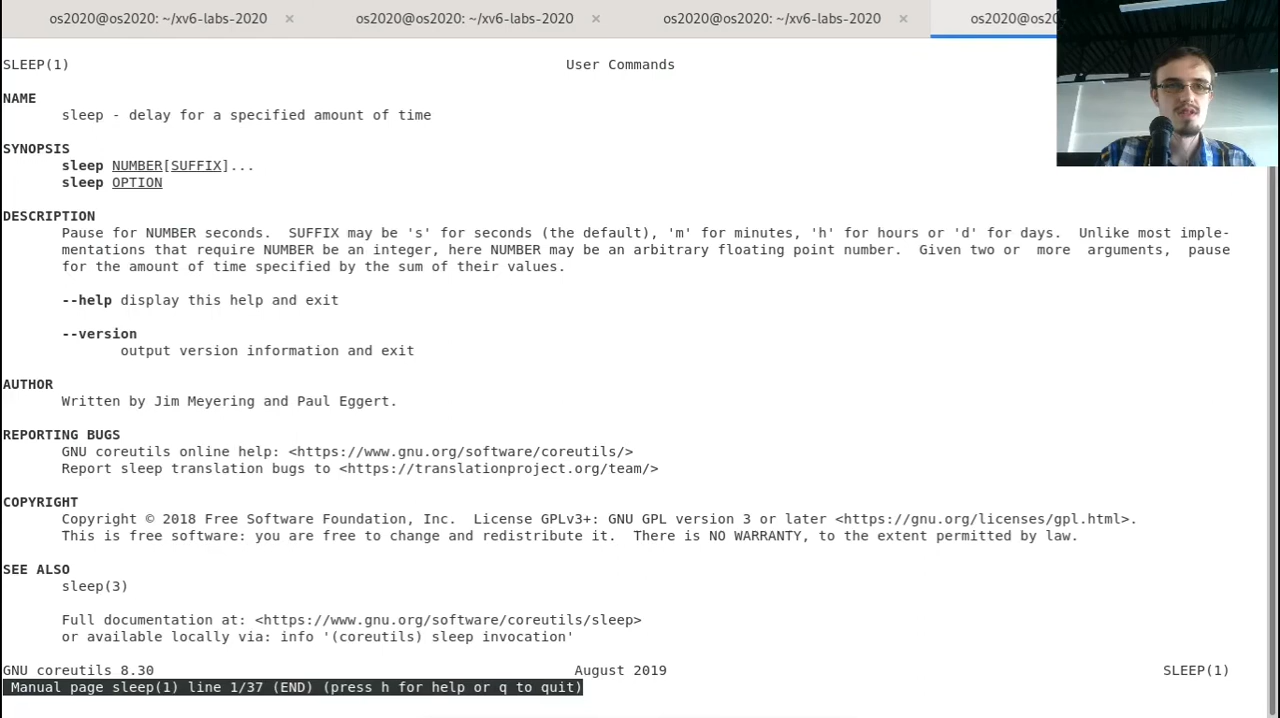 os2020@os2020: ~/xv6-labs-2020 × os2020@os2020: ~/xv6-labs-2020 × os2020@os2020: ~/xv6-labs-2020 × os2020@os20
SLEEP(1) User Commands
NAME
sleep - delay for a specified amount of time
SYNOPSIS
sleep NUMBER[SUFFIX]...
sleep OPTION
DESCRIPTION
Pause for NUMBER seconds. SUFFIX may be 's' for seconds (the default), 'm' for minutes, 'h' for hours or 'd' for days. Unlike most imple-
mentations that require NUMBER be an integer, here NUMBER may be an arbitrary floating point number. Given two or more arguments, pause
for the amount of time specified by the sum of their values.
--help display this help and exit
--version
output version information and exit
AUTHOR
Written by Jim Meyering and Paul Eggert.
REPORTING BUGS
GNU coreutils online help: <https://www.gnu.org/software/coreutils/>
Report sleep translation bugs to <https://translationproject.org/team/>
COPYRIGHT
Copyright © 2018 Free Software Foundation, Inc. License GPLv3+: GNU GPL version 3 or later <https://gnu.org/licenses/gpl.html>.
This is free software: you are free to change and redistribute it. There is NO WARRANTY, to the extent permitted by law.
SEE ALSO
sleep(3)
Full documentation at: <https://www.gnu.org/software/coreutils/sleep>
or available locally via: info '(coreutils) sleep invocation'
GNU coreutils 8.30 August 2019 SLEEP(1)
Manual page sleep(1) line 1/37 (END) (press h for help or q to quit)